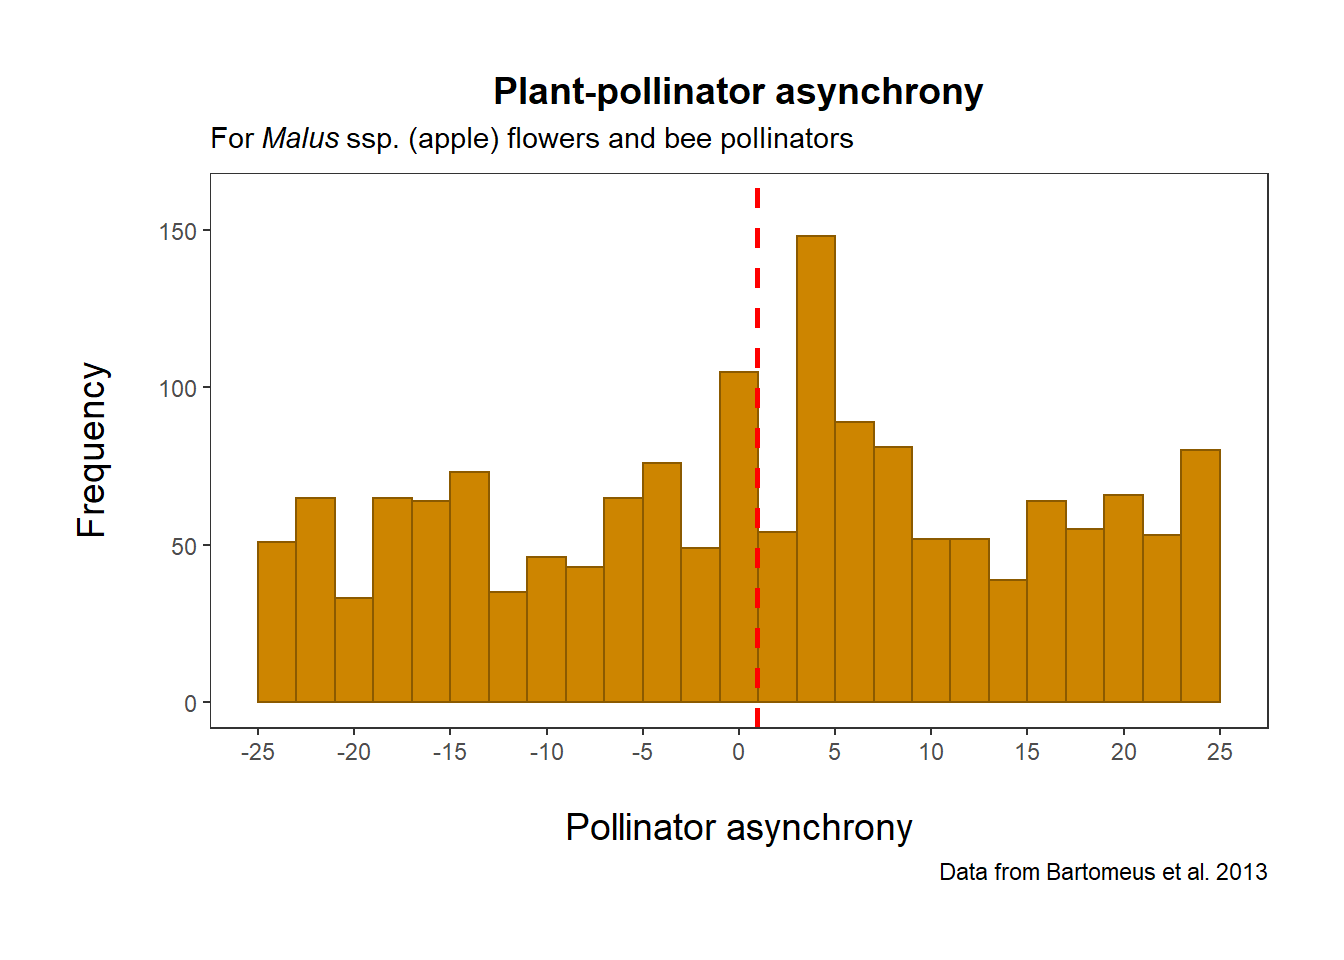 Plant-pollinator asynchrony
For Malus ssp. (apple) flowers and bee pollinators
Frequency
150
100
50
0
-25 -20 -15 -10 -5 0 5 10 15 20 25
Pollinator asynchrony
Data from Bartomeus et al. 2013